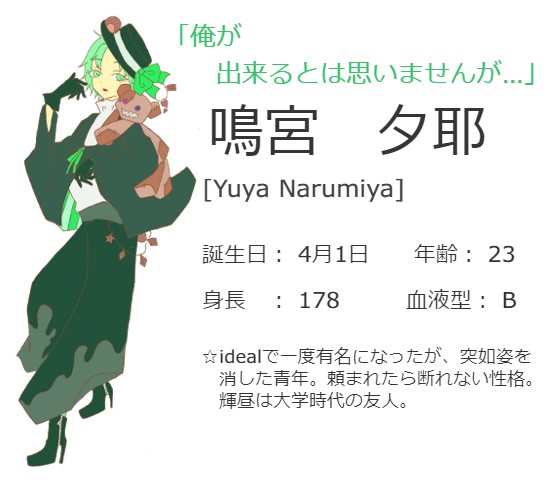 「俺が
出来るとは思いませんが…」
鳴宮　夕耶
[Yuya Narumiya]
誕生日： 4月1日　　年齢： 23
身長　： 178　　　血液型： B
☆idealで一度有名になったが、突如姿を
消した青年。頼まれたら断れない性格。
輝昼は大学時代の友人。